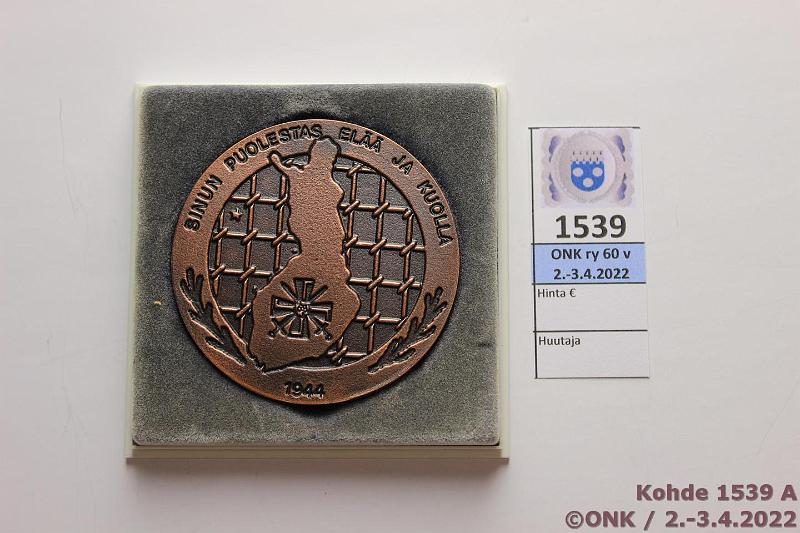 SINUN PUOLESTAS ELÄÄ JA KUOLLA
1944
1539
ONK ry 60 v
2.-3.4.2022
Hinta €
Huutaja
Kohde 1539 A
©ONK / 2.-3.4.2022